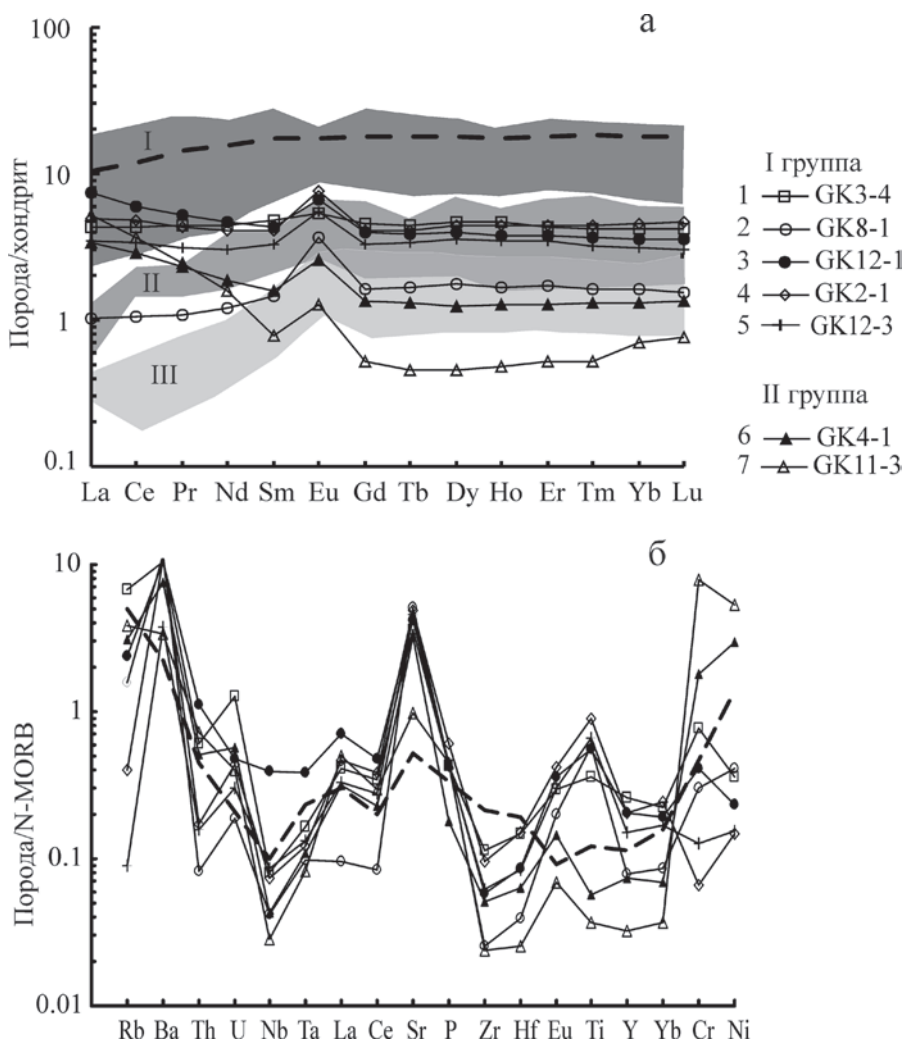 а
Порода/хондрит
100
10
1
0.1
I
II
III
La Ce Pr Nd Sm Eu Gd Tb Dy Ho Er Tm Yb Lu
I группа
1 GK3-4
2 GK8-1
3 GK12-1
4 GK2-1
5 GK12-3
II группа
6 GK4-1
7 GK11-3
б
Порода/N-MORB
10
1
0.1
0.01
Rb Ba Th U Nb Ta La Ce Sr P Zr Hf Eu Ti Y Yb Cr Ni